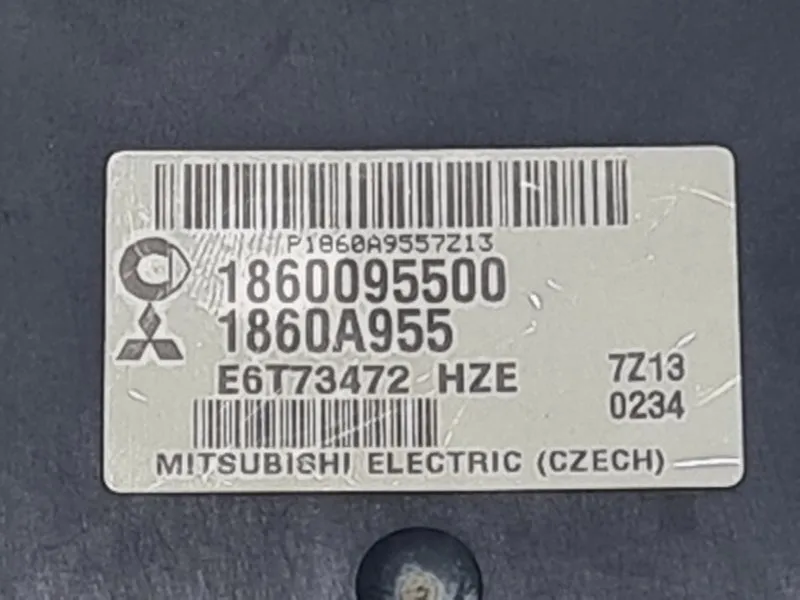 P1860A9557Z13
1860095500
1860A955
E6T73472 HZE 7Z13
0234
MITSUBISHI ELECTRIC (CZECH)